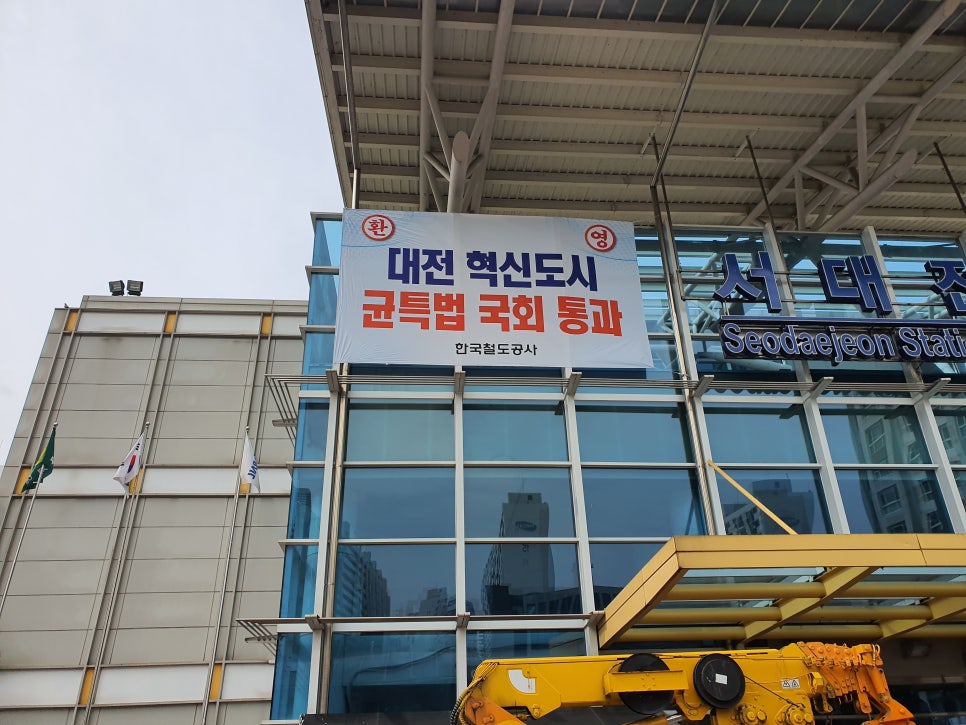 환 영
대전 혁신도시
균특법 국회 통과
한국철도공사
서대전
Seodaejeon Stati